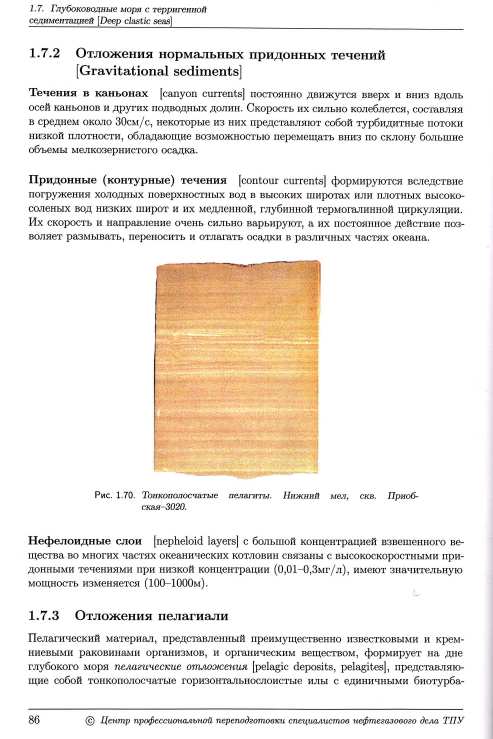 1.7. Глубоководные моря с терригенной
седиментацией [Deep clastic seas]
1.7.2 Отложения нормальных придонных течений
[Gravitational sediments]
Течения в каньонах [canyon currents] постоянно движутся вверх и вниз вдоль
осей каньонов и других подводных долин. Скорость их сильно колеблется, составляя
в среднем около 30см/с, некоторые из них представляют собой турбидитные потоки
низкой плотности, обладающие возможностью перемещать вниз по склону большие
объемы мелкозернистого осадка.
Придонные (контурные) течения [contour currents] формируются вследствие
погружения холодных поверхностных вод в высоких широтах или плотных высоко-
соленых вод низких широт и их медленной, глубинной термогалинной циркуляции.
Их скорость и направление очень сильно варьируют, а их постоянное действие поз-
воляет размывать, переносить и отлагать осадки в различных частях океана.
Рис. 1.70. Тонкополосчатые пелагиты. Нижний мел, скв. Приоб-
ская–3020.
Нефелоидные слои [nepheloid layers] с большой концентрацией взвешенного ве-
щества во многих частях океанических котловин связаны с высокоскоростными при-
донными течениями при низкой концентрации (0,01–0,3мг/л), имеют значительную
мощность изменяется (100–1000м).
1.7.3 Отложения пелагиали
Пелагический материал, представленный преимущественно известковыми и крем-
ниевыми раковинами организмов, и органическим веществом, формирует на дне
глубокого моря пелагические отложения [pelagic deposits, pelagites], представляю-
щие собой тонкополосчатые горизонтальнослоистые илы с единичными биотурба-
86 © Центр профессиональной переподготовки специалистов нефтегазового дела ТПУ